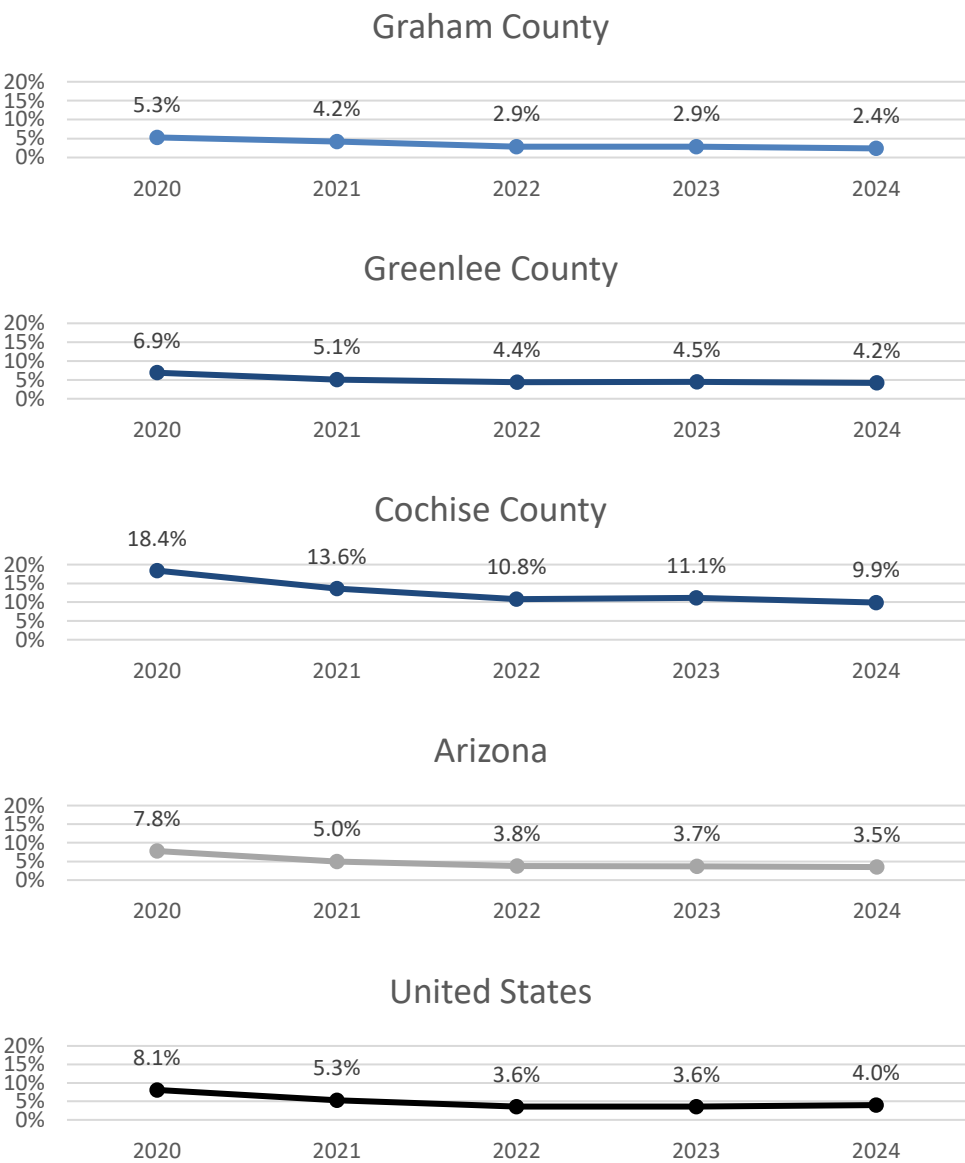 Graham County
20%
15%
10%
5%
0%
5.3% 4.2% 2.9% 2.9% 2.4%
2020 2021 2022 2023 2024
Greenlee County
20%
15%
10%
5%
0%
6.9% 5.1% 4.4% 4.5% 4.2%
2020 2021 2022 2023 2024
Cochise County
20%
15%
10%
5%
0%
18.4% 13.6% 10.8% 11.1% 9.9%
2020 2021 2022 2023 2024
Arizona
20%
15%
10%
5%
0%
7.8% 5.0% 3.8% 3.7% 3.5%
2020 2021 2022 2023 2024
United States
20%
15%
10%
5%
0%
8.1% 5.3% 3.6% 3.6% 4.0%
2020 2021 2022 2023 2024